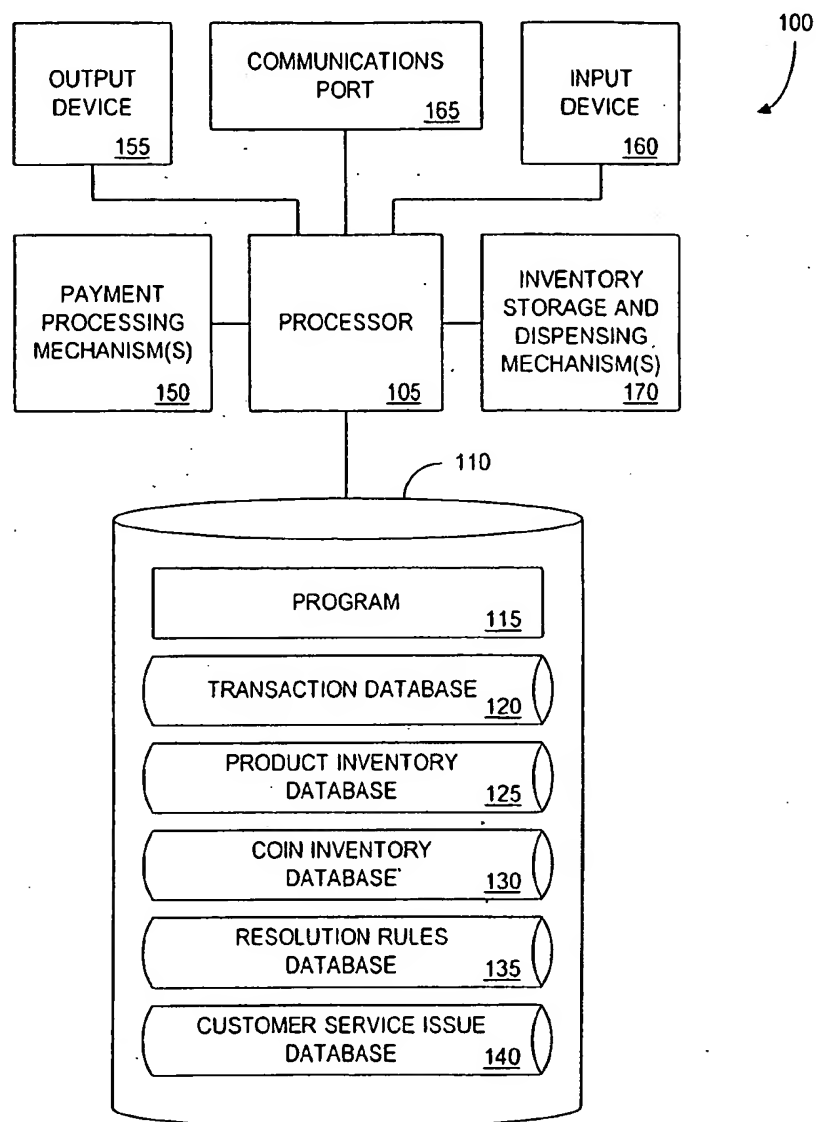 100
OUTPUT
DEVICE
155
COMMUNICATIONS
PORT
165
INPUT
DEVICE
160
PAYMENT
PROCESSING
MECHANISM(S)
150
PROCESSOR
105
INVENTORY
STORAGE AND
DISPENSING
MECHANISM(S)
170
110
PROGRAM
115
TRANSACTION DATABASE
120
PRODUCT INVENTORY
DATABASE
125
COIN INVENTORY
DATABASE
130
RESOLUTION RULES
DATABASE
135
CUSTOMER SERVICE ISSUE
DATABASE
140